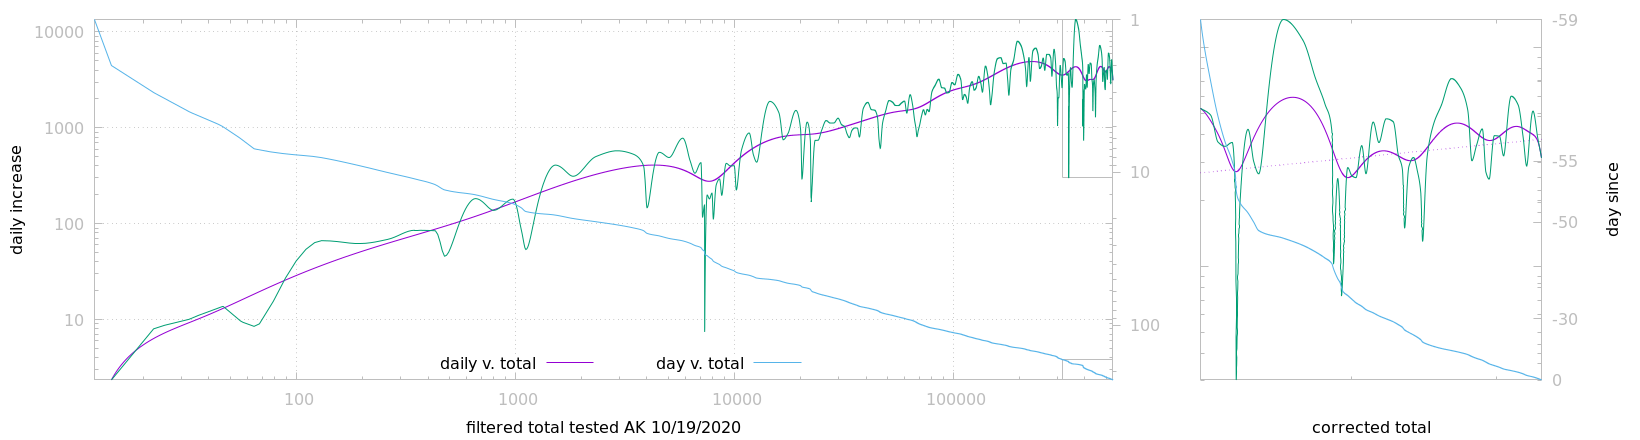 10000
1000
100
10
daily increase
daily v. total
day v. total
100
1000
10000
100000
filtered total tested AK 10/19/2020
1
10
100
-59
-55
-50
-30
0
day since
corrected total